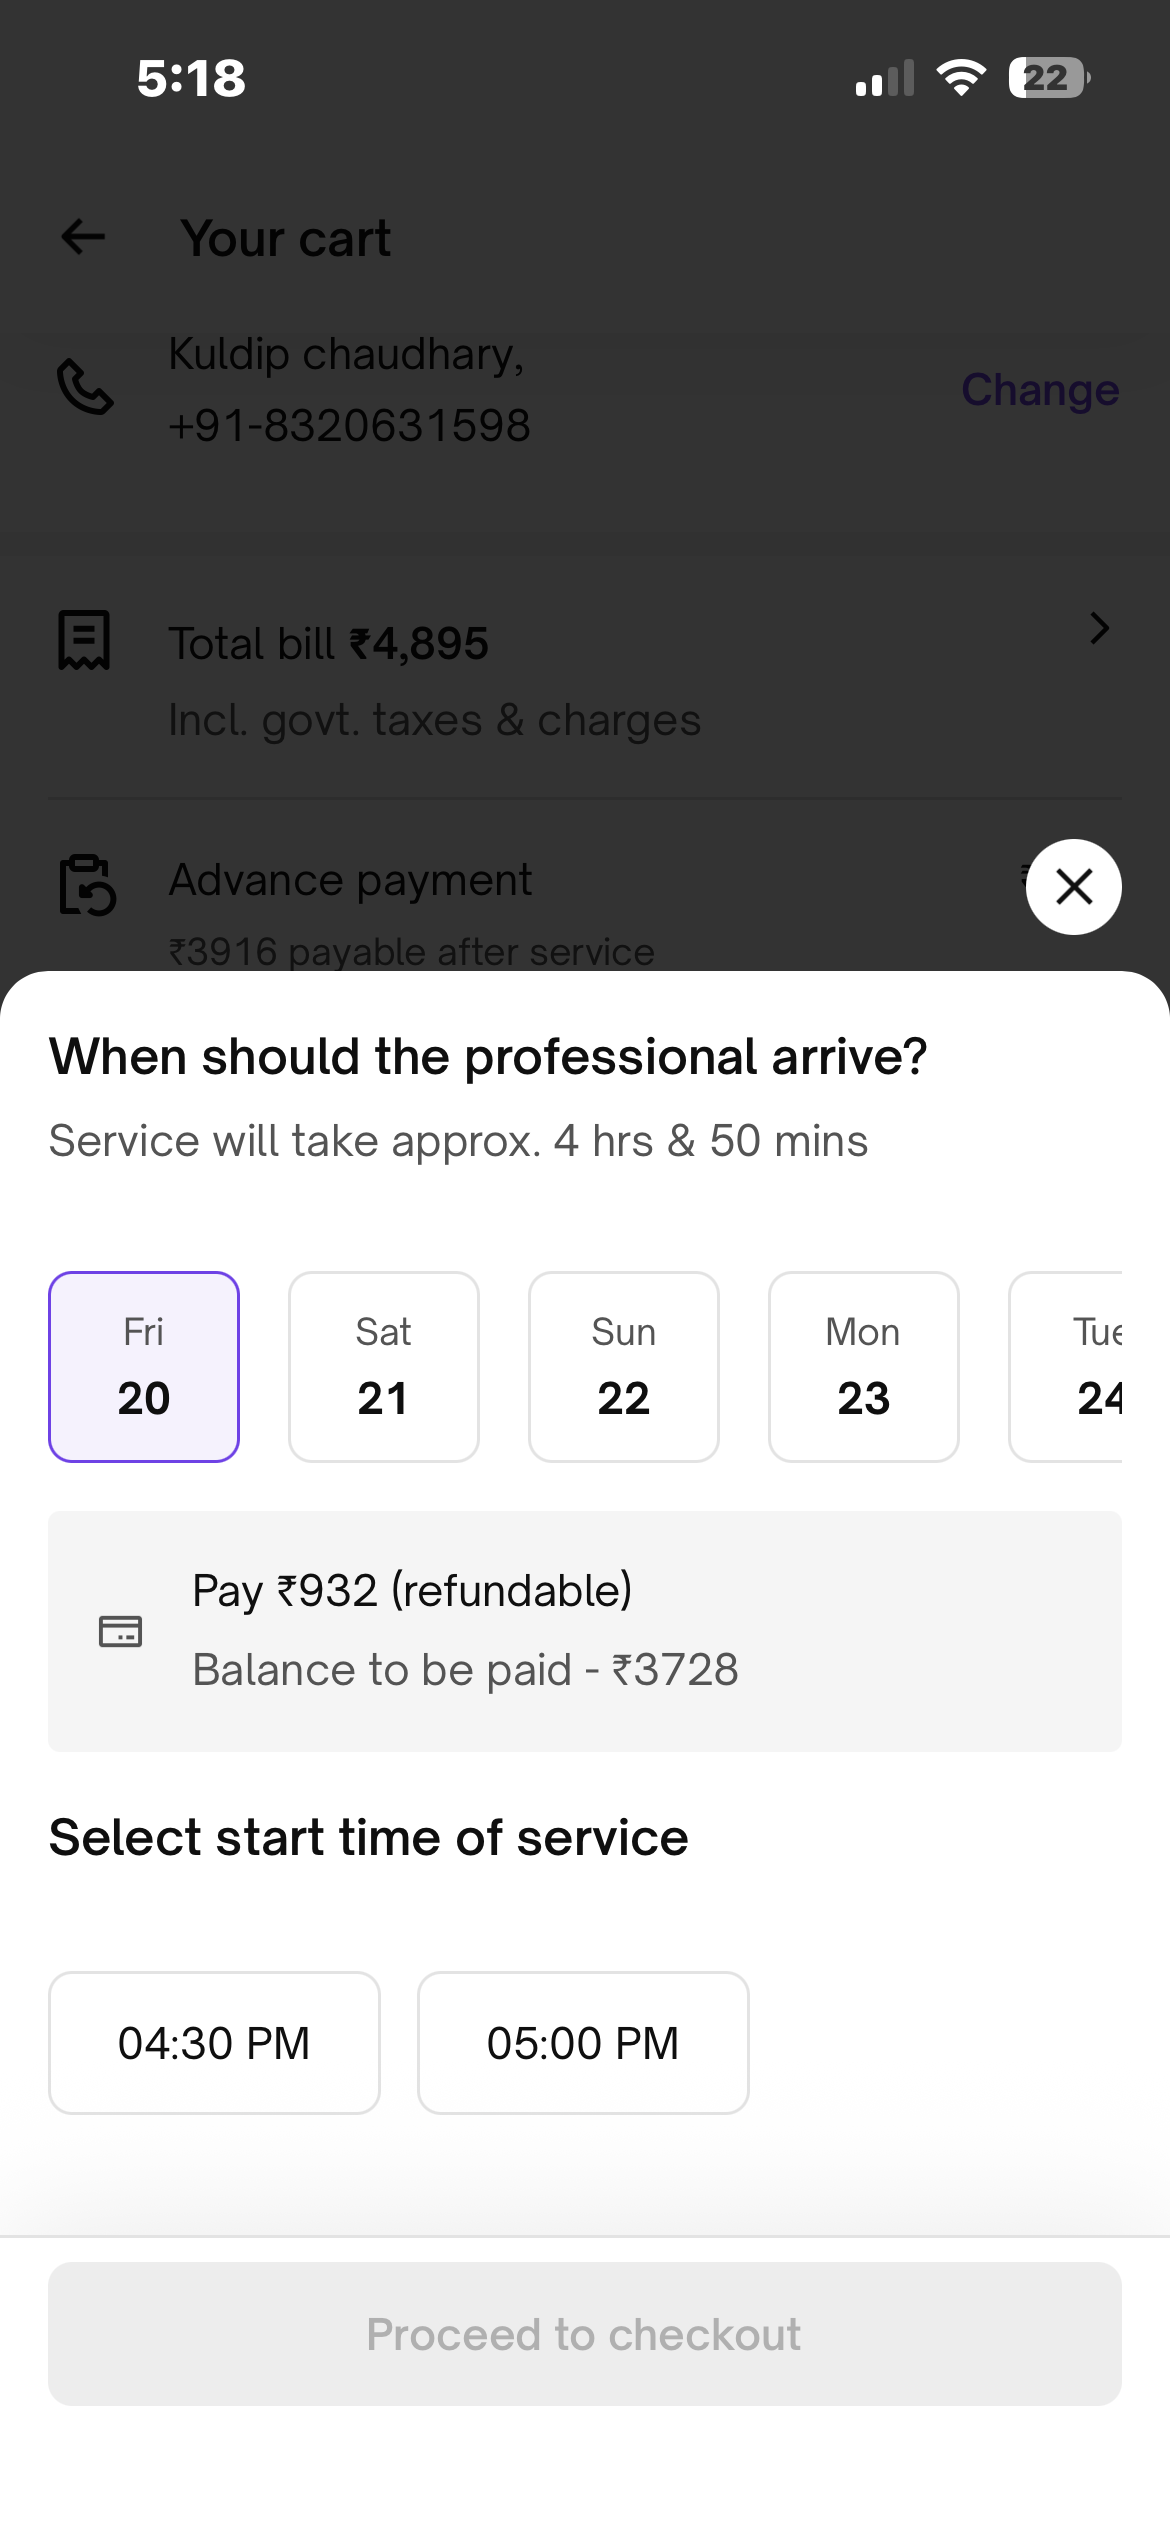 5:18
22
Your cart
Kuldip chaudhary,
+91-8320631598
Change
Total bill ₹4,895
Incl. govt. taxes & charges
Advance payment
₹3916 payable after service
When should the professional arrive?
Service will take approx. 4 hrs & 50 mins
Fri
20
Sat
21
Sun
22
Mon
23
Tue
24
Pay ₹932 (refundable)
Balance to be paid - ₹3728
Select start time of service
04:30 PM
05:00 PM
Proceed to checkout